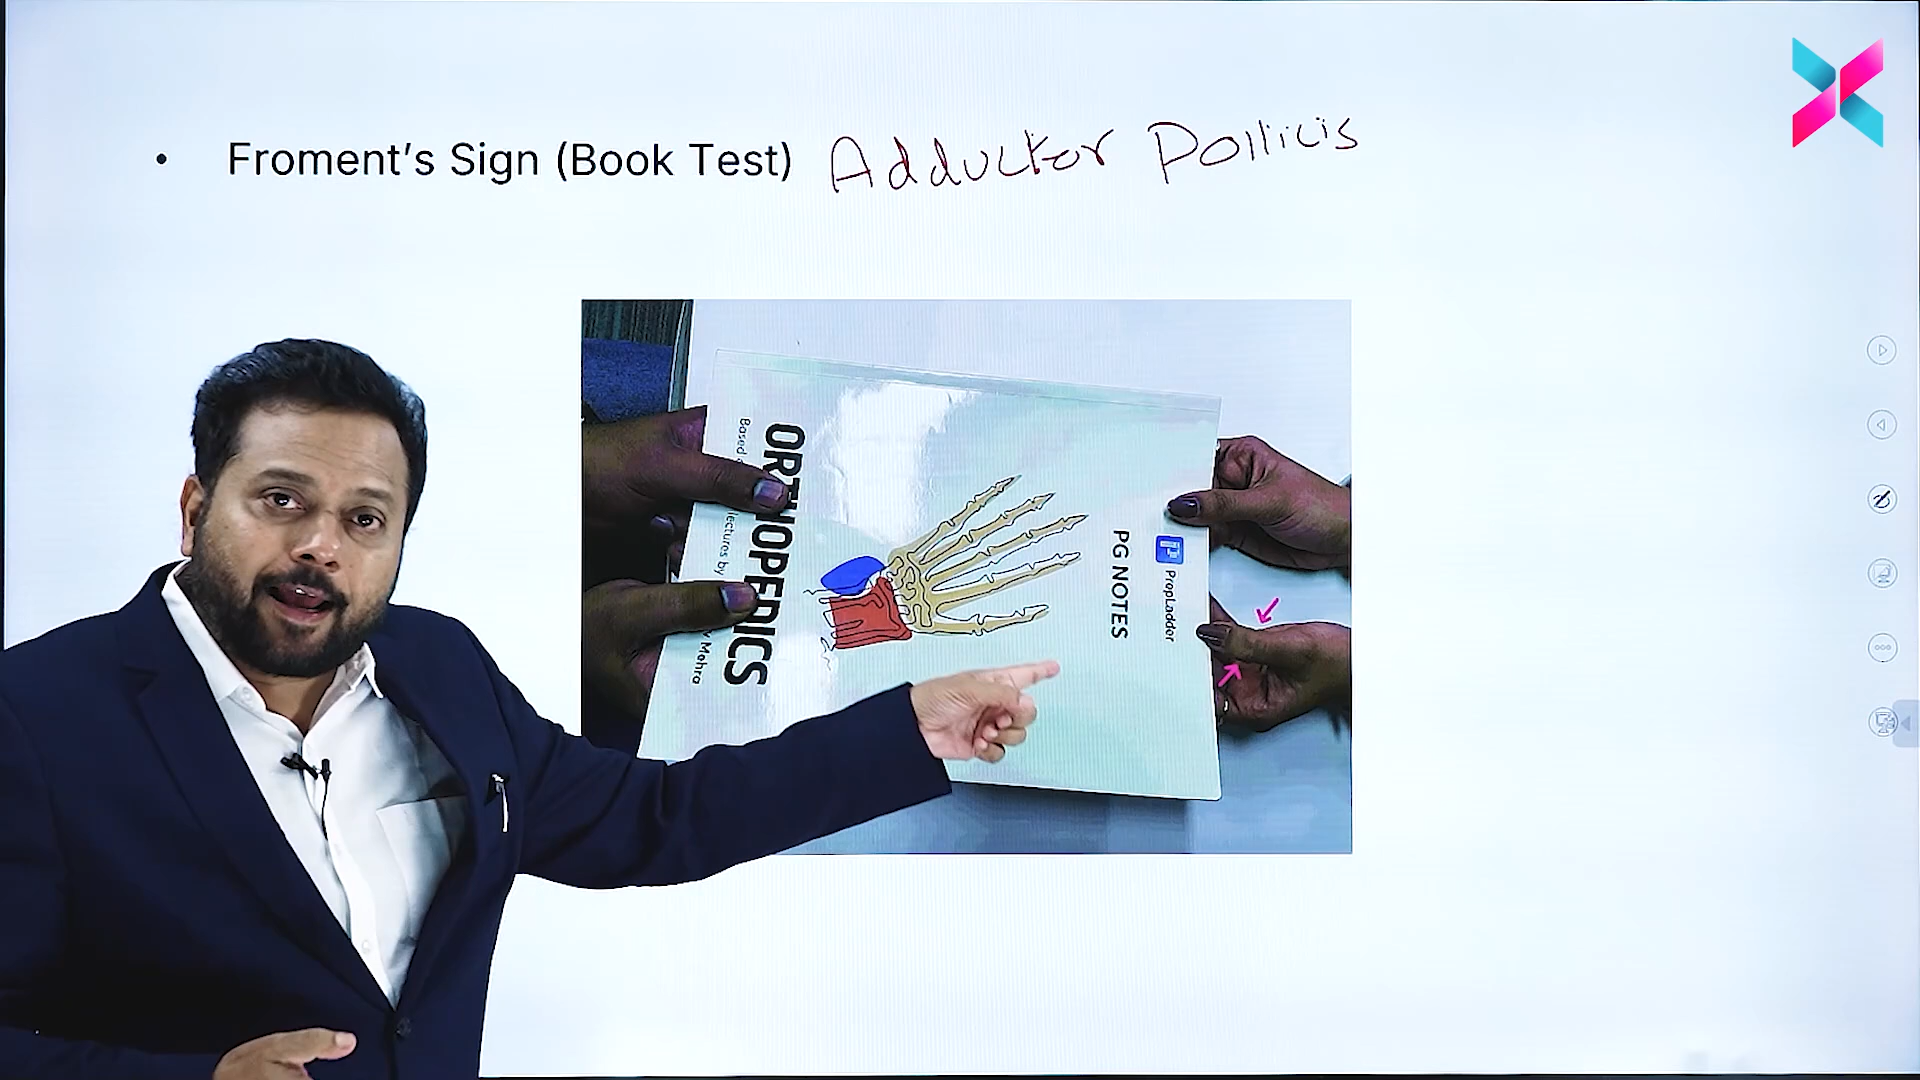 • Froment's Sign (Book Test) Adductor Pollicis
ORTHOPEDICS
Based
lectures by
Mehra
PG NOTES
PrepLadder